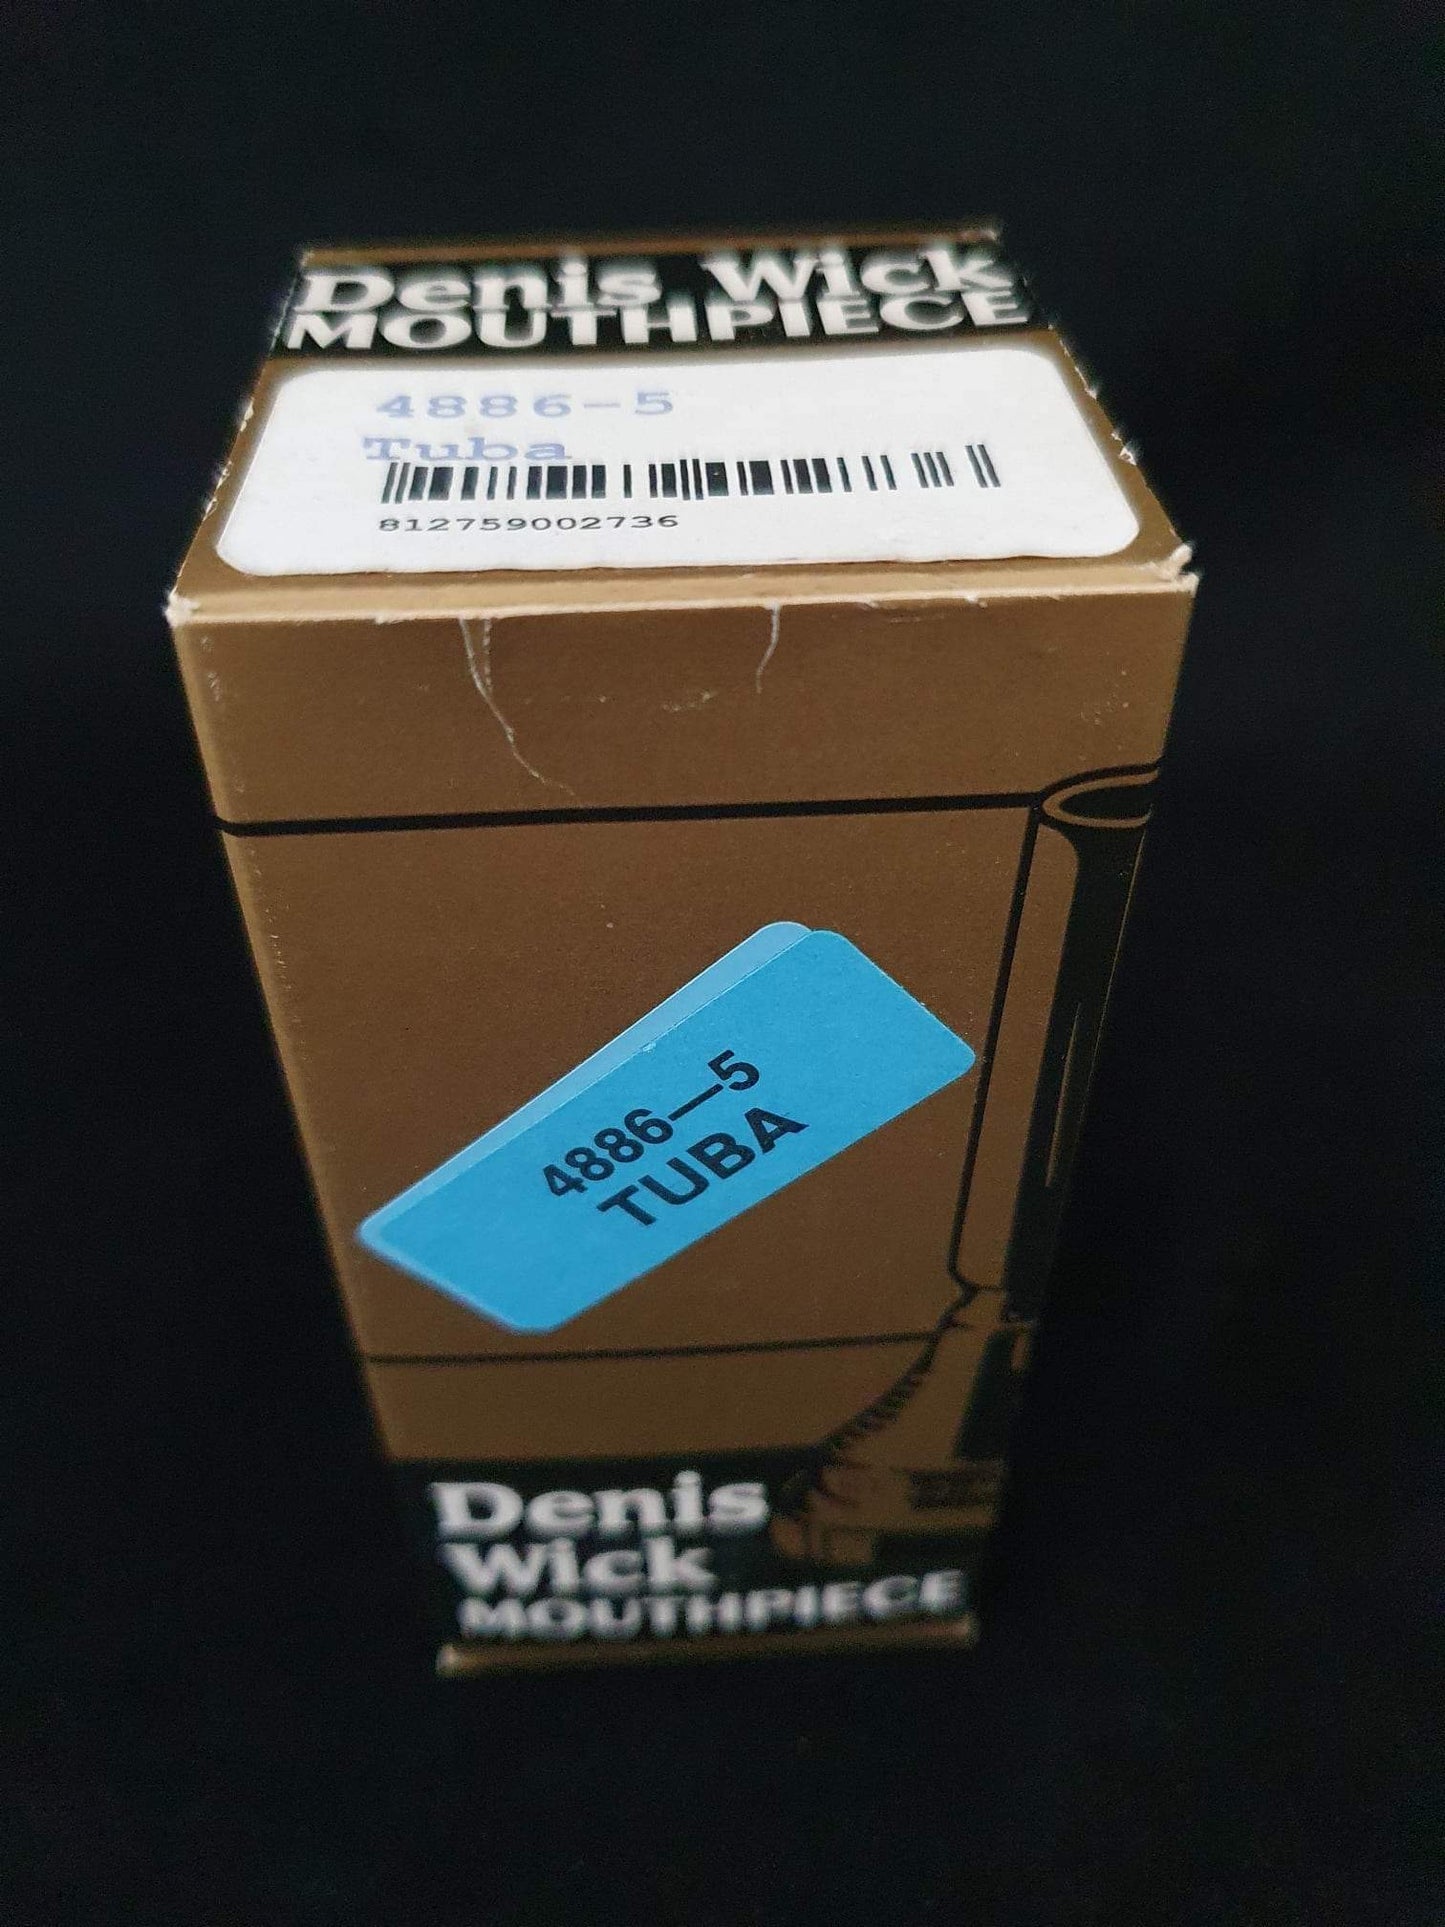 Denis Wick
MOUTHPIECE
4886-5
Tuba
812759002736
4886—5
TUBA
Denis
Wick
MOUTHPIECE